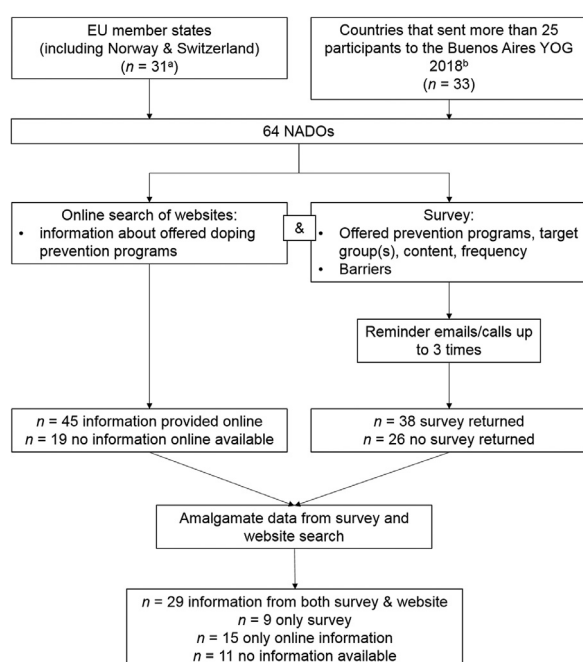 EU member states
(including Norway & Switzerland)
(n = 31ᵃ)
Countries that sent more than 25
participants to the Buenos Aires YOG
2018ᵇ
(n = 33)
64 NADOs
Online search of websites:
• information about offered doping
prevention programs
&
Survey:
• Offered prevention programs, target
group(s), content, frequency
• Barriers
Reminder emails/calls up
to 3 times
n = 45 information provided online
n = 19 no information online available
n = 38 survey returned
n = 26 no survey returned
Amalgamate data from survey and
website search
n = 29 information from both survey & website
n = 9 only survey
n = 15 only online information
n = 11 no information available